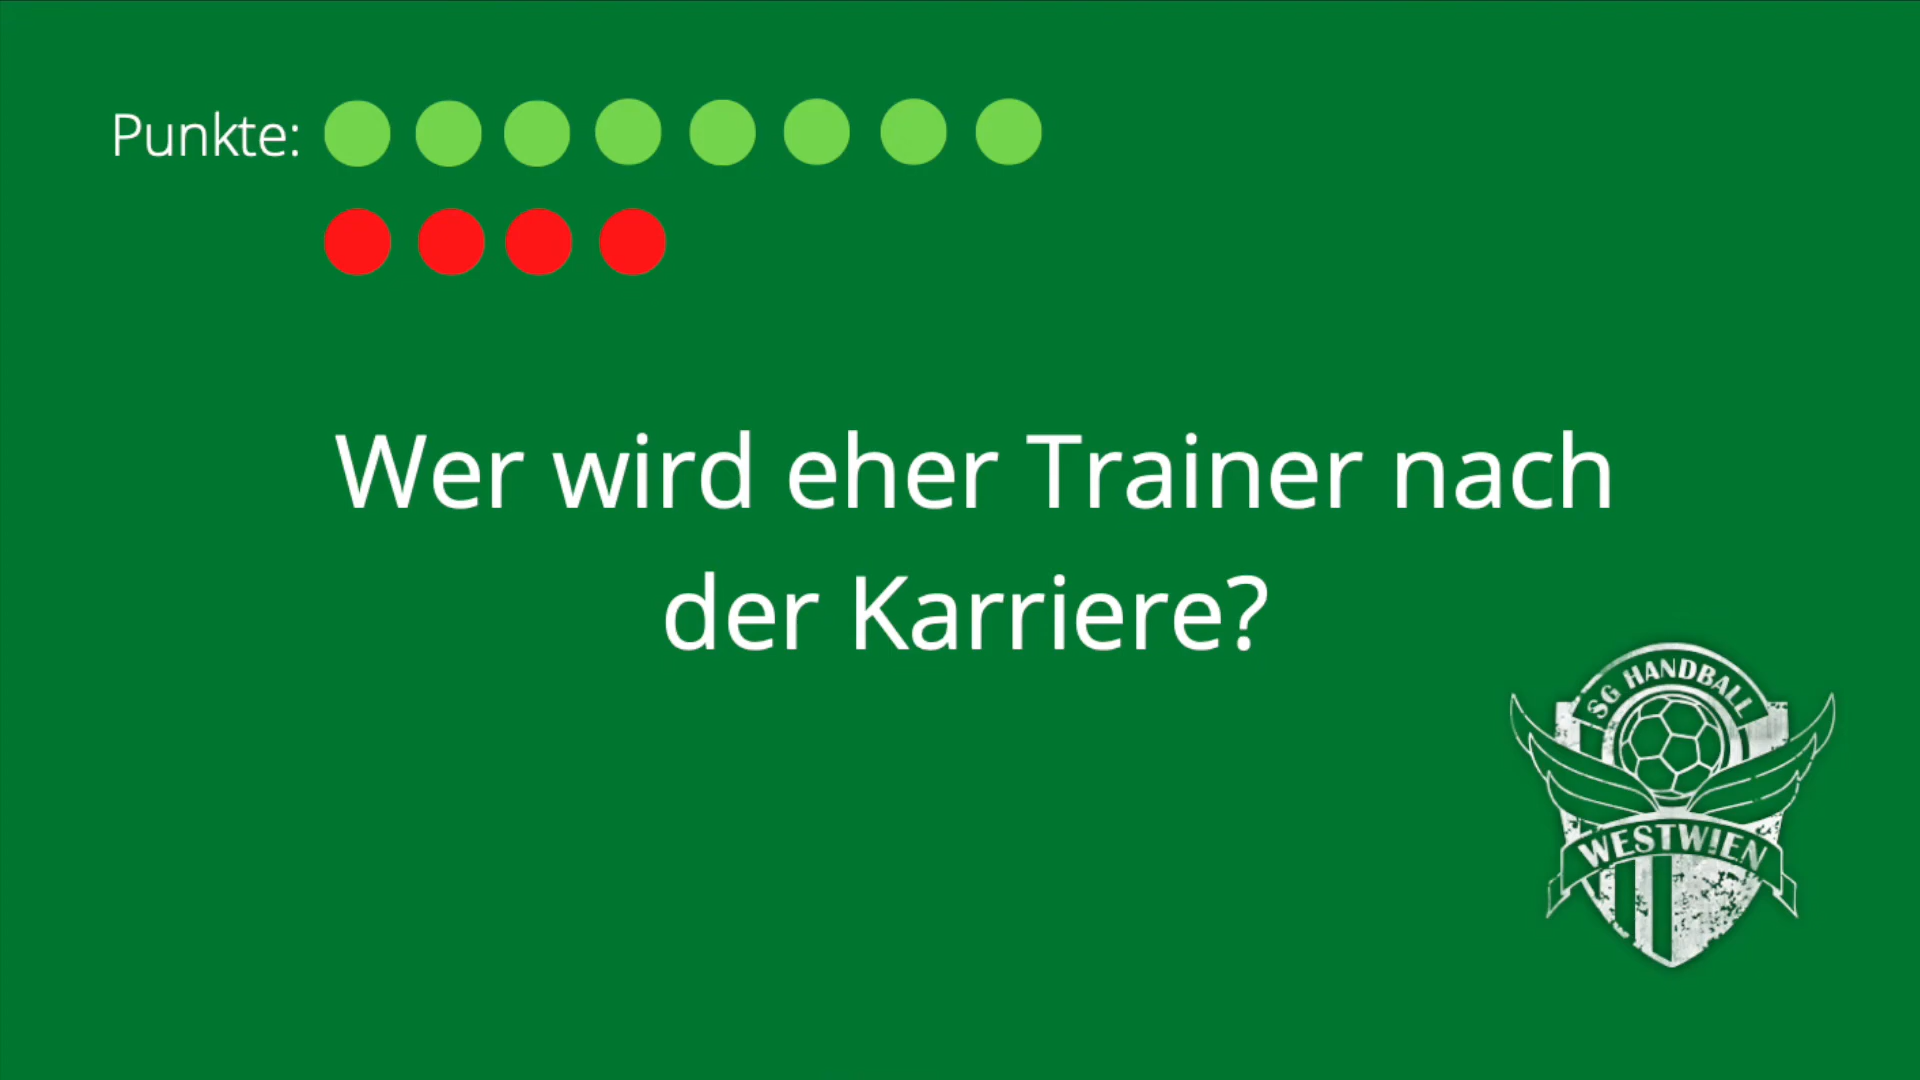 Punkte:
Wer wird eher Trainer nach
der Karriere?
SG HANDBALL
WESTWIEN